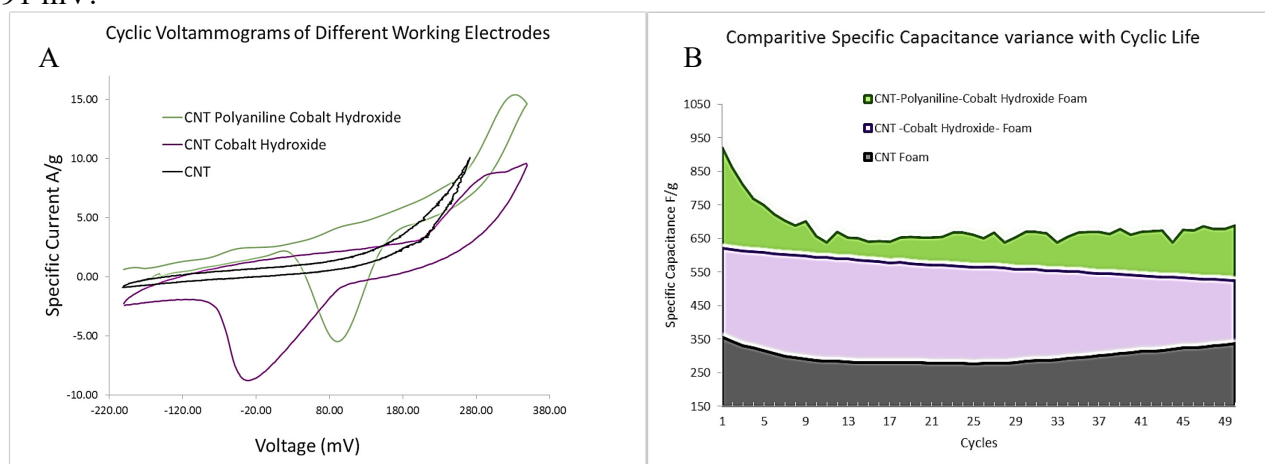 91 mV.
Cyclic Voltammograms of Different Working Electrodes
A
Specific Current A/g
15.00
10.00
5.00
0.00
-5.00
-10.00
CNT Polyaniline Cobalt Hydroxide
CNT Cobalt Hydroxide
CNT
-220.00 -120.00 -20.00 80.00 180.00 280.00 380.00
Voltage (mV)
Comparitive Specific Capacitance variance with Cyclic Life
B
CNT-Polyaniline-Cobalt Hydroxide Foam
CNT -Cobalt Hydroxide- Foam
CNT Foam
Specific Capacitance F/g
1050
950
850
750
650
550
450
350
250
150
1 5 9 13 17 21 25 29 33 37 41 45 49
Cycles